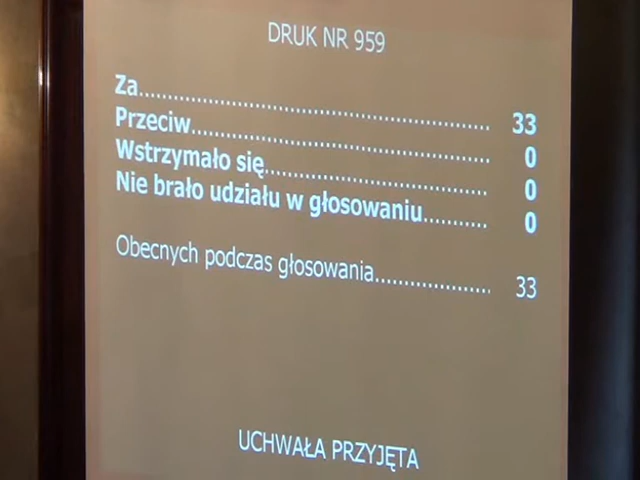 DRUK NR 959
Za............................................................ 33
Przeciw.................................................... 0
Wstrzymało się....................................... 0
Nie brało udziału w głosowaniu........... 0
Obecnych podczas głosowania.................... 33
UCHWAŁA PRZYJĘTA